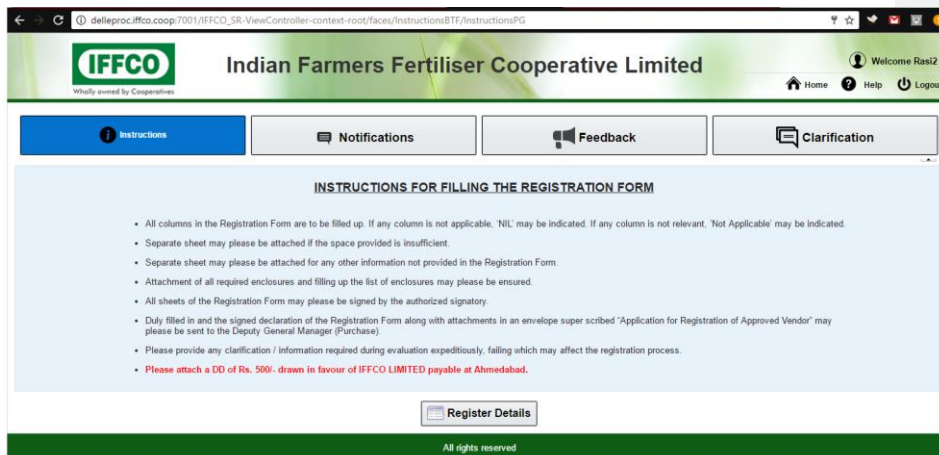 delleproc.iffco.coop:7001/IFFCO_SR-ViewController-context-root/faces/InstructionsBTF/InstructionsPG
IFFCO
Wholly owned by Cooperatives
Indian Farmers Fertiliser Cooperative Limited
Welcome Rasi2
Home Help Logou
Instructions Notifications Feedback Clarification
INSTRUCTIONS FOR FILLING THE REGISTRATION FORM
• All columns in the Registration Form are to be filled up. If any column is not applicable, 'NIL' may be indicated. If any column is not relevant, 'Not Applicable' may be indicated.
• Separate sheet may please be attached if the space provided is insufficient.
• Separate sheet may please be attached for any other information not provided in the Registration Form.
• Attachment of all required enclosures and filling up the list of enclosures may please be ensured.
• All sheets of the Registration Form may please be signed by the authorized signatory.
• Duly filled in and the signed declaration of the Registration Form along with attachments in an envelope super scribed "Application for Registration of Approved Vendor" may
please be sent to the Deputy General Manager (Purchase).
• Please provide any clarification / information required during evaluation expeditiously, failing which may affect the registration process.
• Please attach a DD of Rs. 500/- drawn in favour of IFFCO LIMITED payable at Ahmedabad.
Register Details
All rights reserved